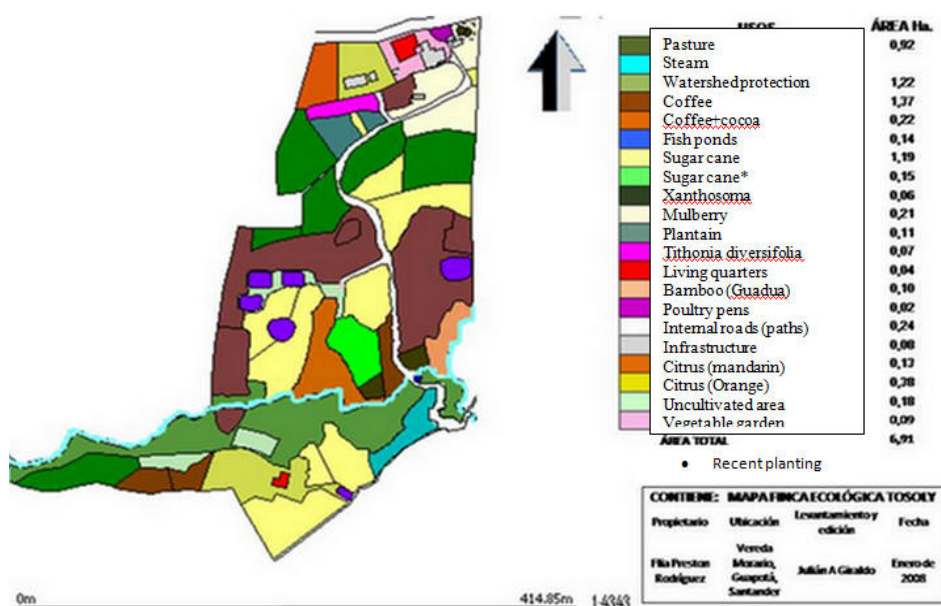 USOS ÁREA Ha.
Pasture 0,92
Steam
Watershed protection 1,22
Coffee 1,37
Coffee+cocoa 0,22
Fish ponds 0,14
Sugar cane 1,19
Sugar cane* 0,15
Xanthosoma 0,06
Mulberry 0,21
Plantain 0,11
Tithonia diversifolia 0,07
Living quarters 0,04
Bamboo (Guadua) 0,10
Poultry pens 0,02
Internal roads (paths) 0,24
Infrastructure 0,08
Citrus (mandarin) 0,13
Citrus (Orange) 0,38
Uncultivated area 0,18
Vegetable garden 0,09
ÁREA TOTAL 6,91
• Recent planting
CONTIENE: MAPA FINCA ECOLÓGICA TOSOLY
Propietario Ubicación Levantamiento y edición Fecha
Preston Rodríguez Vereda Morario, Guapotá, Santander Julián A Giraldo Enero de 2008
0m 414.85m 1:4343